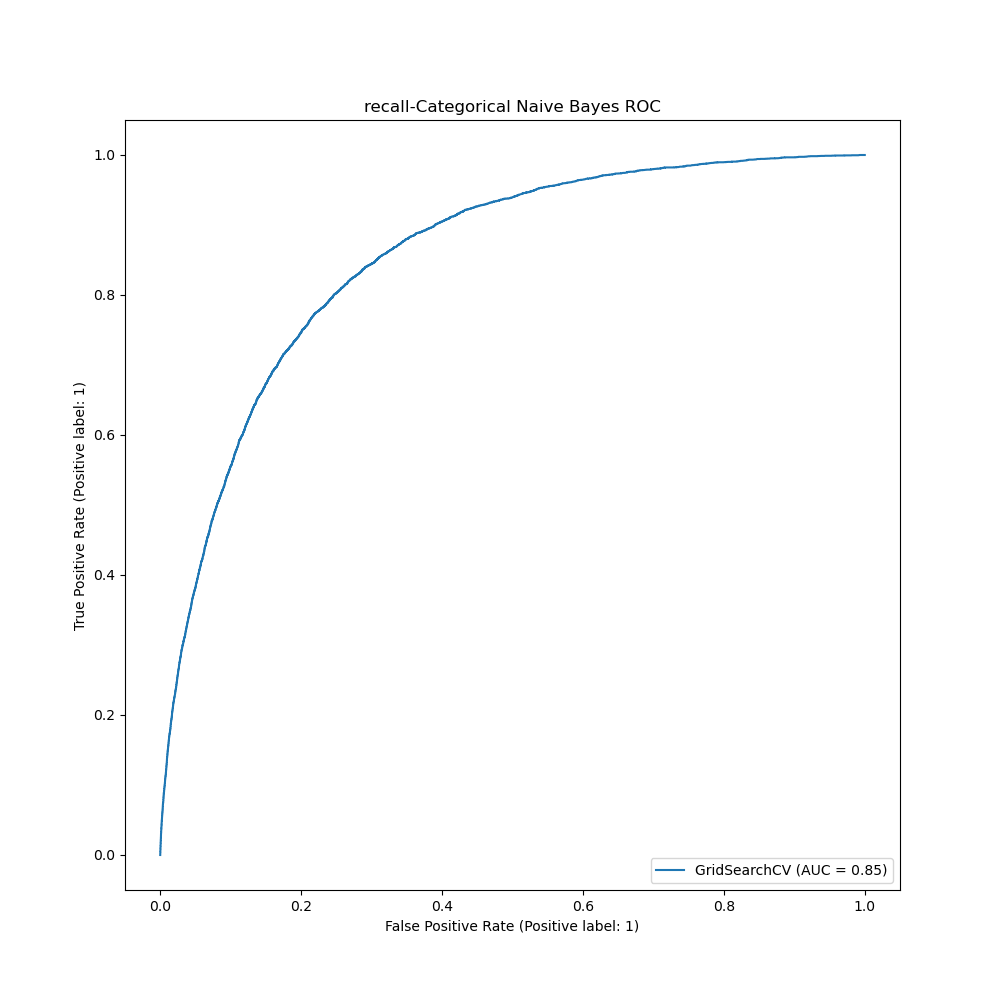 recall-Categorical Naive Bayes ROC
1.0
0.8
0.6
0.4
0.2
0.0
True Positive Rate (Positive label: 1)
GridSearchCV (AUC = 0.85)
0.0 0.2 0.4 0.6 0.8 1.0
False Positive Rate (Positive label: 1)